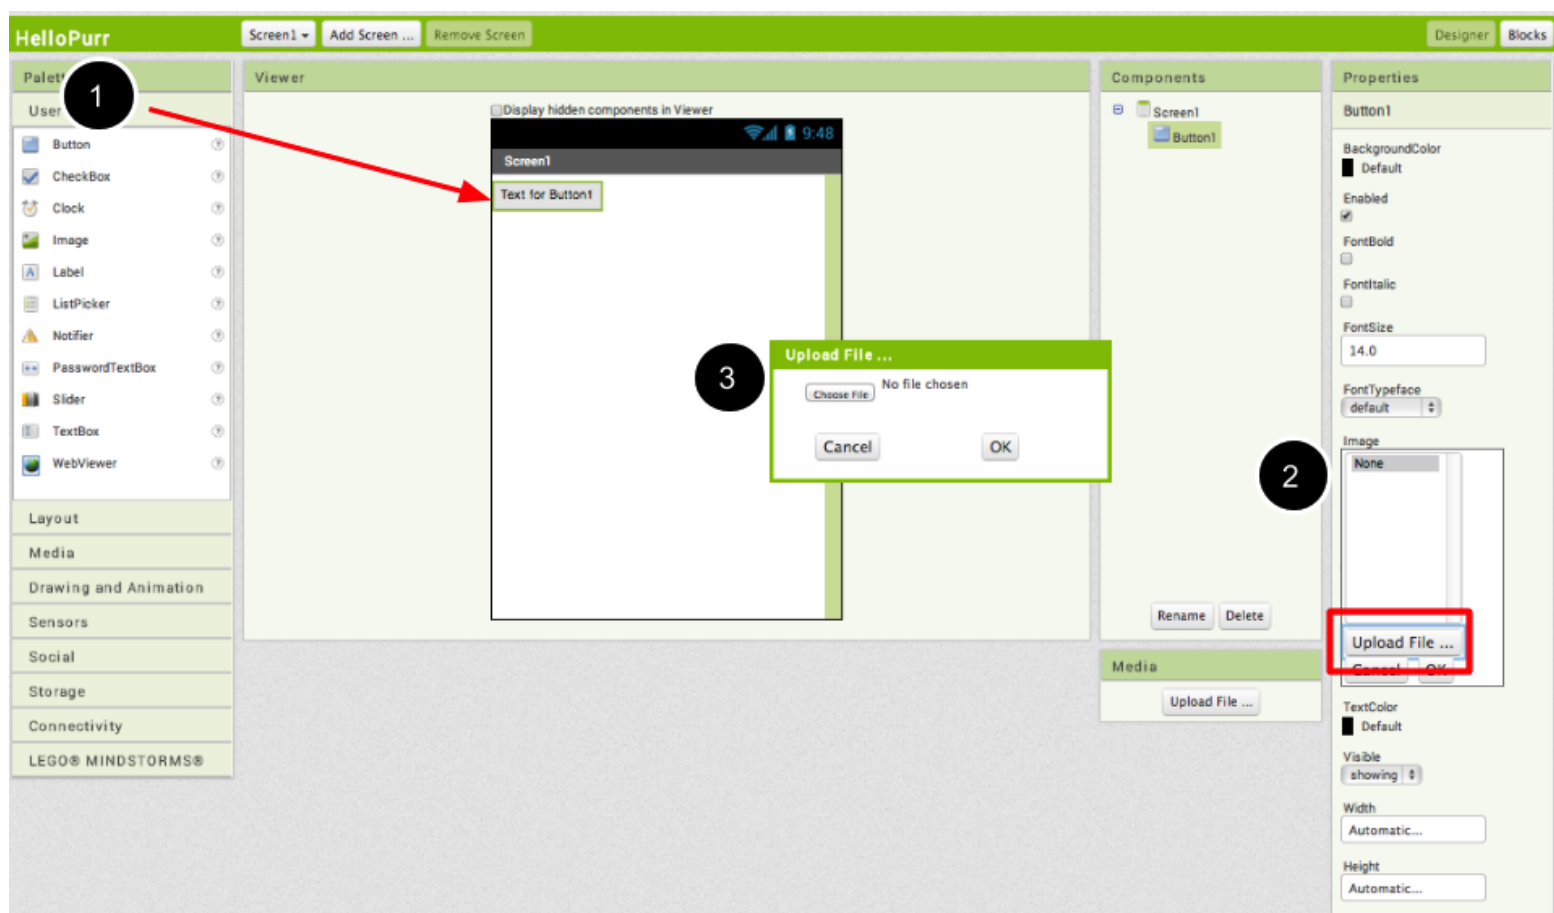 HelloPurr
Screen1
Add Screen ...
Remove Screen
Designer
Blocks
1
User
Button
CheckBox
Clock
Image
Label
ListPicker
Notifier
PasswordTextBox
Slider
TextBox
WebViewer
Layout
Media
Drawing and Animation
Sensors
Social
Storage
Connectivity
LEGO® MINDSTORMS®
Viewer
Display hidden components in Viewer
9:48
Screen1
Text for Button1
3
Upload File ...
Choose File No file chosen
Cancel OK
Components
Screen1
Button1
Rename Delete
Media
Upload File ...
Properties
Button1
BackgroundColor
Default
Enabled
FontBold
FontItalic
FontSize
14.0
FontTypeface
default
Image
2
None
Upload File ...
Cancel OK
TextColor
Default
Visible
showing
Width
Automatic...
Height
Automatic...